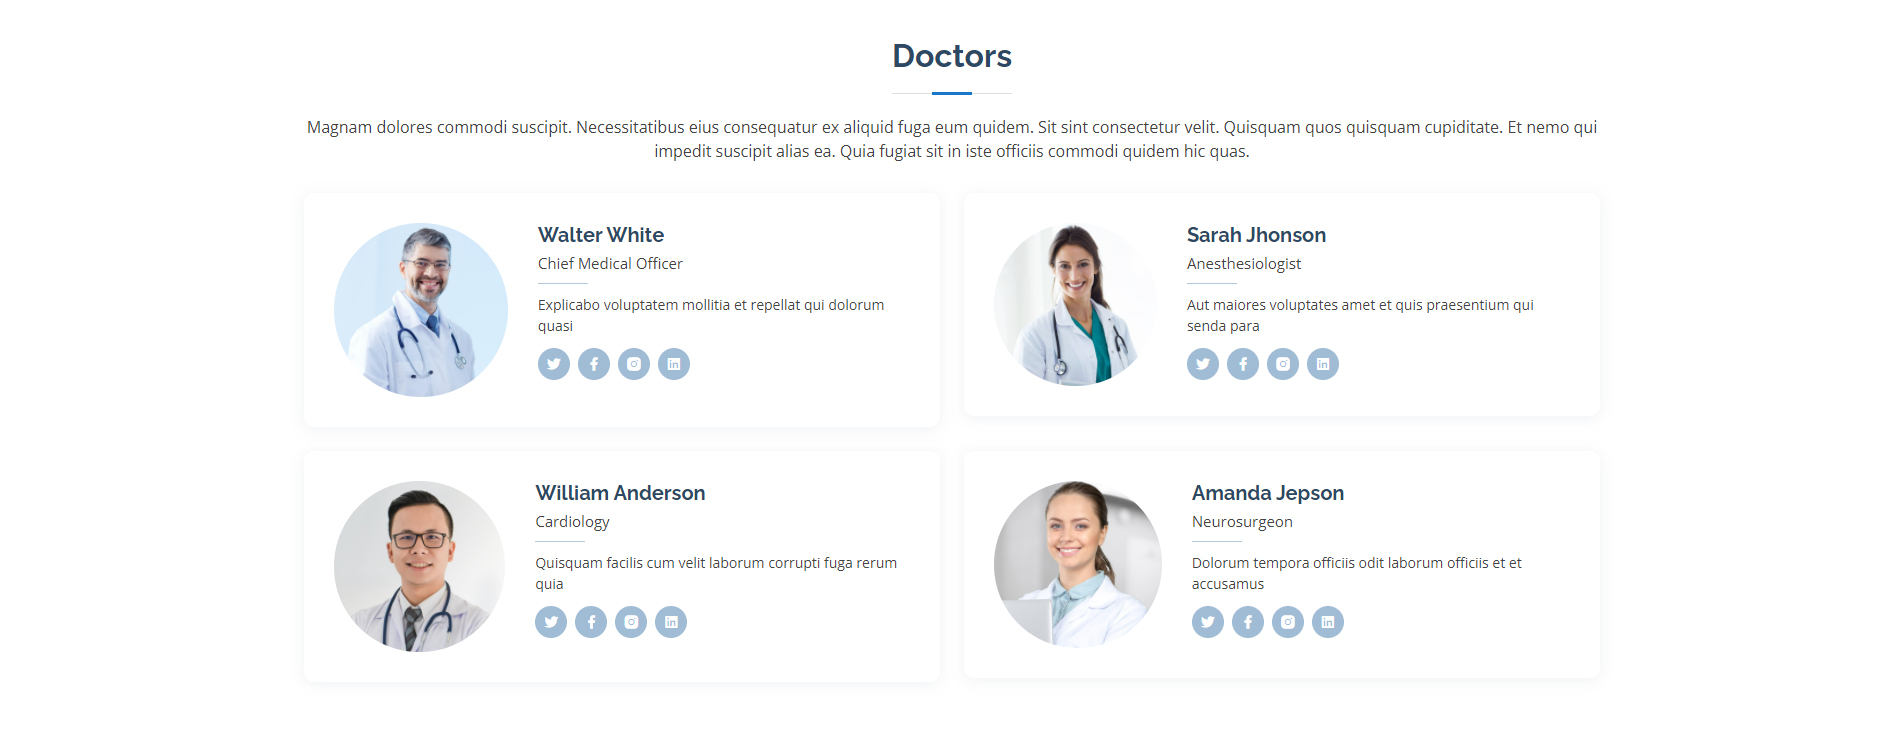 Doctors
Magnam dolores commodi suscipit. Necessitatibus eius consequatur ex aliquid fuga eum quidem. Sit sint consectetur velit. Quisquam quos quisquam cupiditate. Et nemo qui
impedit suscipit alias ea. Quia fugiat sit in iste officiis commodi quidem hic quas.
Walter White
Chief Medical Officer
Explicabo voluptatem mollitia et repellat qui dolorum
quasi
Sarah Jhonson
Anesthesiologist
Aut maiores voluptates amet et quis praesentium qui
senda para
William Anderson
Cardiology
Quisquam facilis cum velit laborum corrupti fuga rerum
quia
Amanda Jepson
Neurosurgeon
Dolorum tempora officiis odit laborum officiis et et
accusamus